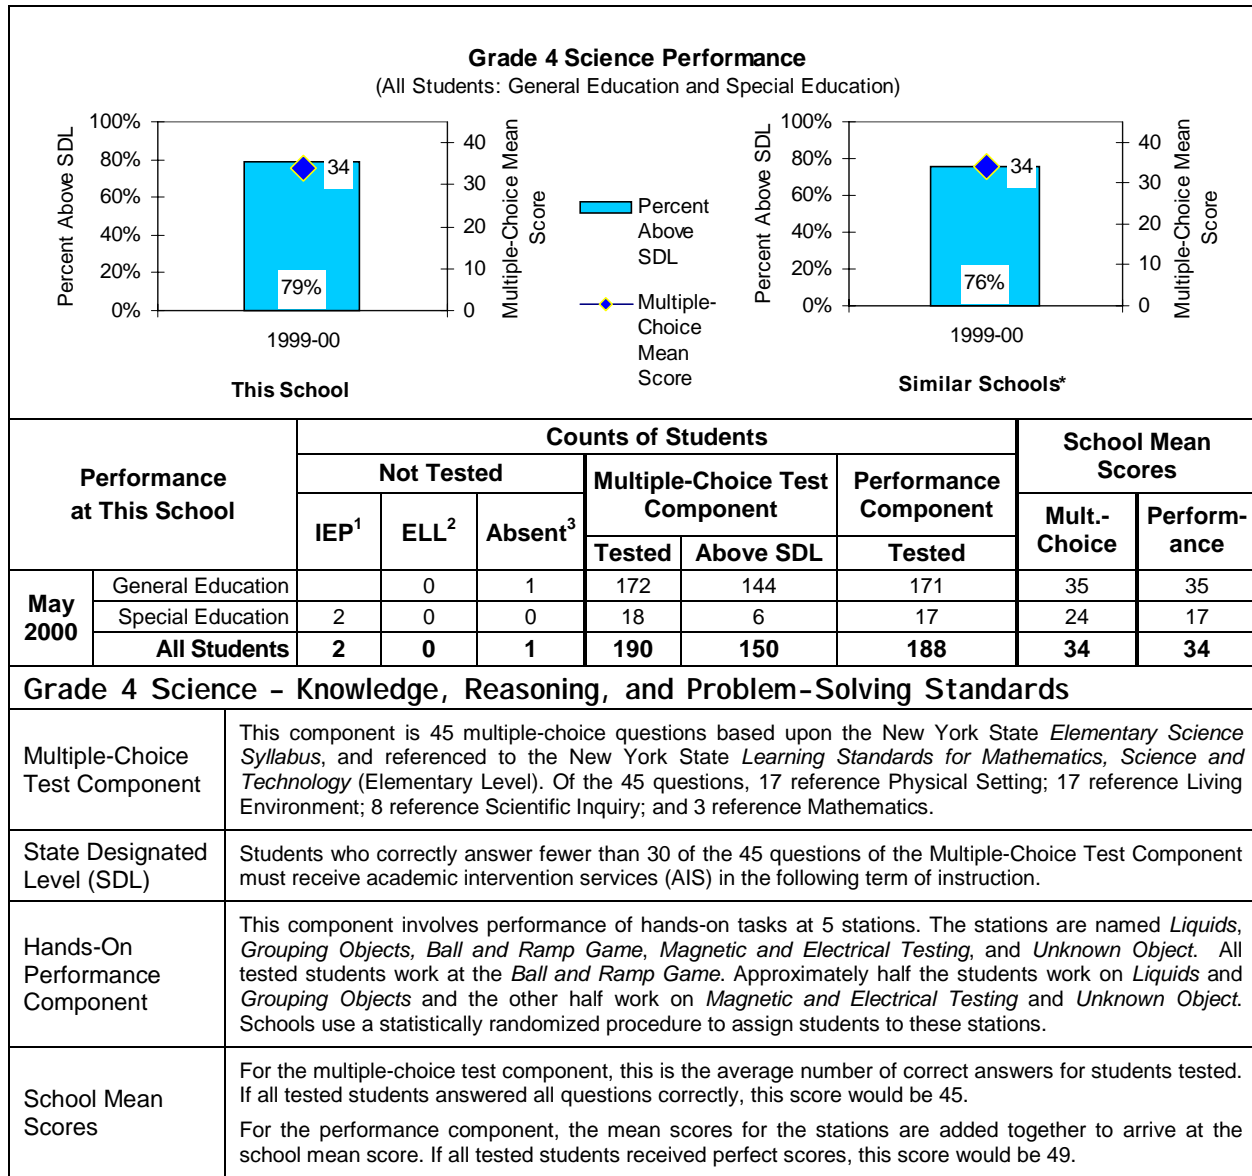 Grade 4 Science Performance
(All Students: General Education and Special Education)
Percent Above SDL
100%
80%
60%
40%
20%
0%
34
79%
40
30
20
10
0
Multiple-Choice Mean
Score
1999-00
This School
Percent
Above
SDL
Multiple-
Choice
Mean
Score
Percent Above SDL
100%
80%
60%
40%
20%
0%
34
76%
40
30
20
10
0
Multiple-Choice Mean
Score
1999-00
Similar Schools*
Performance
at This School
Counts of Students
School Mean
Scores
Not Tested
Multiple-Choice Test
Component
Performance
Component
IEP1
ELL2
Absent3
Mult.-
Choice
Perform-
ance
Tested
Above SDL
Tested
May
2000
General Education 0 1 172 144 171 35 35
Special Education 2 0 0 18 6 17 24 17
All Students 2 0 1 190 150 188 34 34
Grade 4 Science – Knowledge, Reasoning, and Problem-Solving Standards
Multiple-Choice
Test Component
This component is 45 multiple-choice questions based upon the New York State Elementary Science
Syllabus, and referenced to the New York State Learning Standards for Mathematics, Science and
Technology (Elementary Level). Of the 45 questions, 17 reference Physical Setting; 17 reference Living
Environment; 8 reference Scientific Inquiry; and 3 reference Mathematics.
State Designated
Level (SDL)
Students who correctly answer fewer than 30 of the 45 questions of the Multiple-Choice Test Component
must receive academic intervention services (AIS) in the following term of instruction.
Hands-On
Performance
Component
This component involves performance of hands-on tasks at 5 stations. The stations are named Liquids,
Grouping Objects, Ball and Ramp Game, Magnetic and Electrical Testing, and Unknown Object. All
tested students work at the Ball and Ramp Game. Approximately half the students work on Liquids and
Grouping Objects and the other half work on Magnetic and Electrical Testing and Unknown Object.
Schools use a statistically randomized procedure to assign students to these stations.
School Mean
Scores
For the multiple-choice test component, this is the average number of correct answers for students tested.
If all tested students answered all questions correctly, this score would be 45.
For the performance component, the mean scores for the stations are added together to arrive at the
school mean score. If all tested students received perfect scores, this score would be 49.